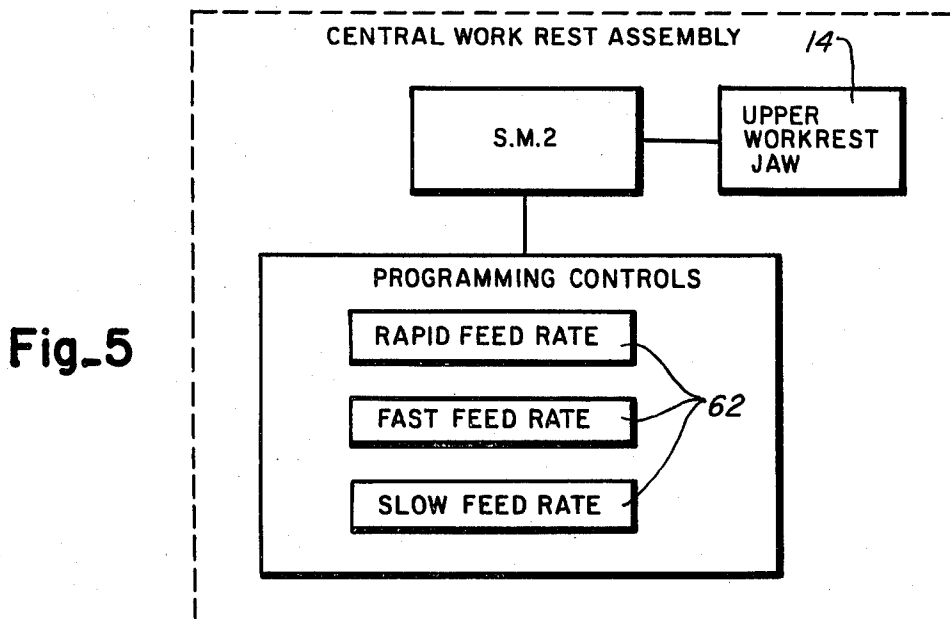 CENTRAL WORK REST ASSEMBLY
14
S.M.2
UPPER
WORKREST
JAW
PROGRAMMING CONTROLS
RAPID FEED RATE
FAST FEED RATE
62
SLOW FEED RATE
Fig_5